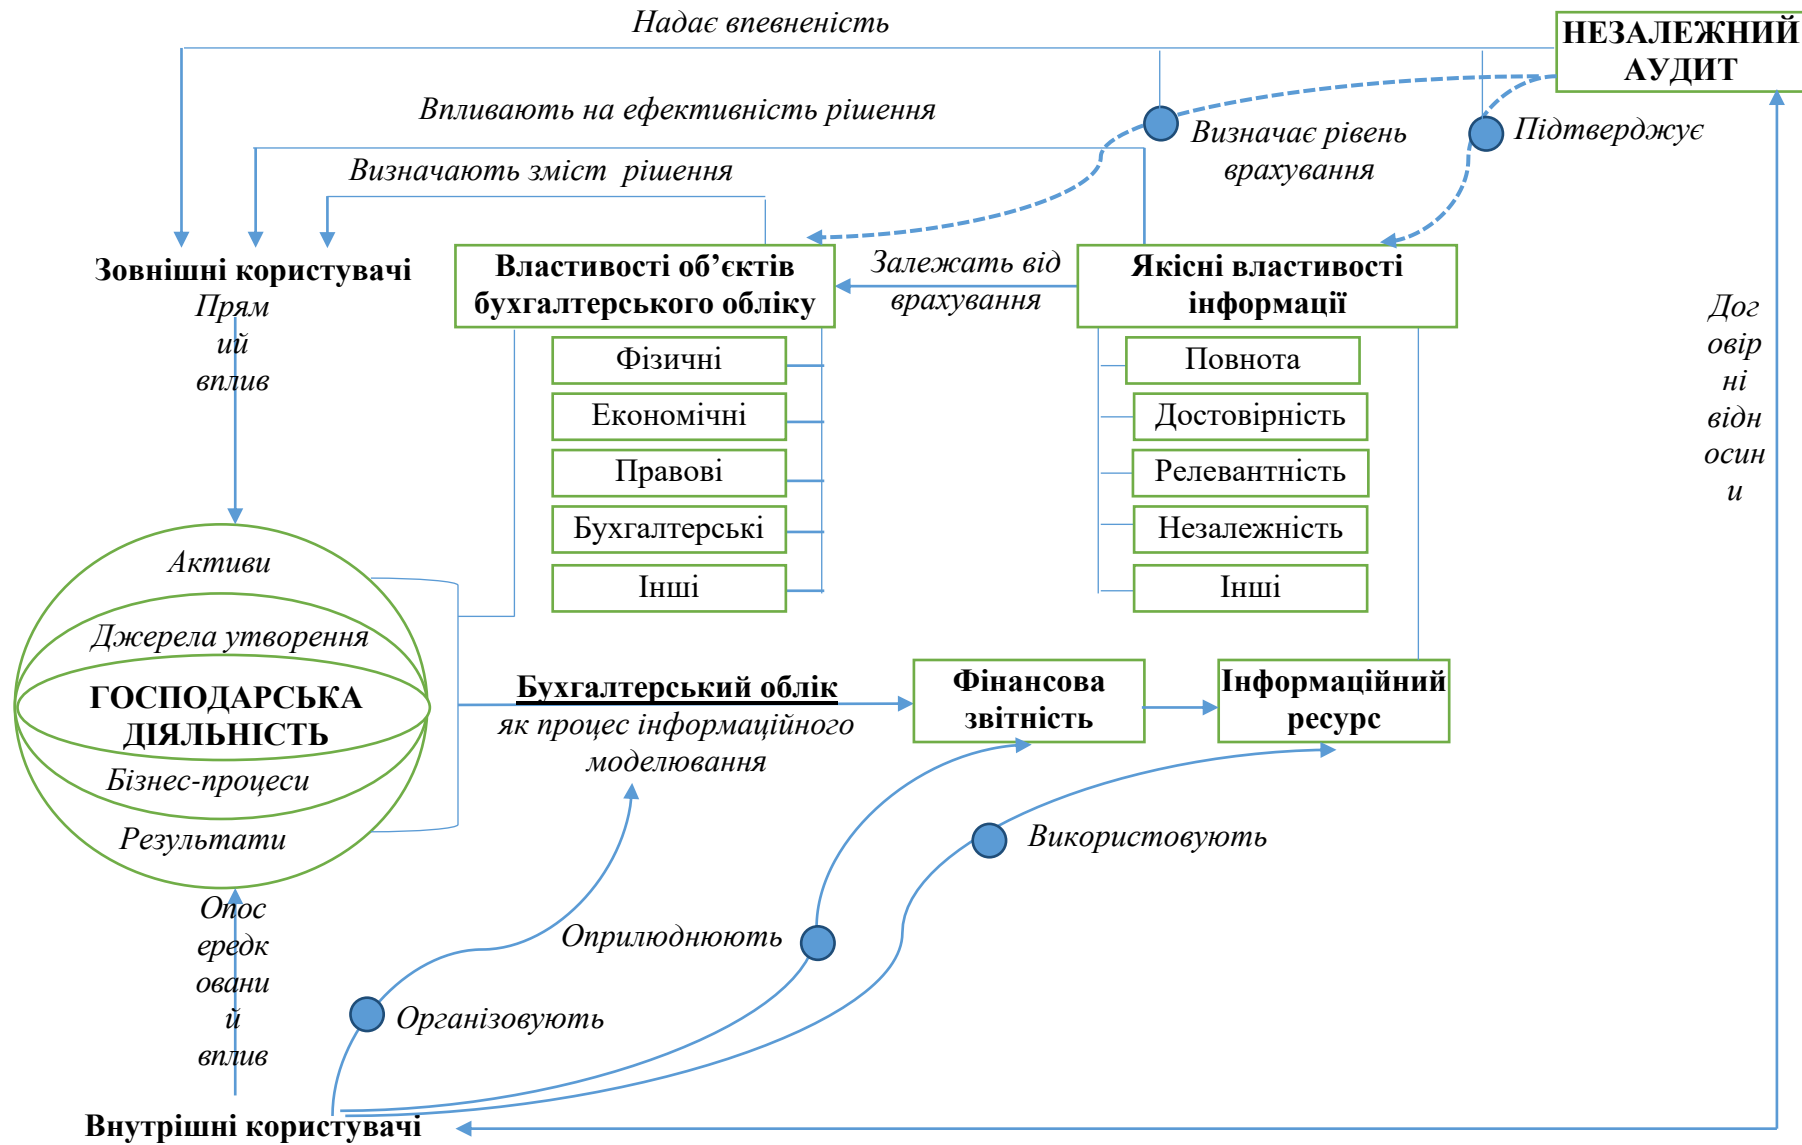 Надає впевненість
НЕЗАЛЕЖНИЙ
АУДИТ
Впливають на ефективність рішення
Визначає рівень
врахування
Підтверджує
Визначають зміст рішення
Зовнішні користувачі
Прям
ий
вплив
Властивості об’єктів
бухгалтерського обліку
Залежать від
врахування
Якісні властивості
інформації
Дог
овір
ні
відн
осин
и
Фізичні
Економічні
Правові
Бухгалтерські
Інші
Повнота
Достовірність
Релевантність
Незалежність
Інші
Активи
Джерела утворення
ГОСПОДАРСЬКА
ДІЯЛЬНІСТЬ
Бізнес-процеси
Результати
Бухгалтерський облік
як процес інформаційного
моделювання
Фінансова
звітність
Інформаційний
ресурс
Використовують
Оприлюднюють
Організовують
Опос
ередк
овани
й
вплив
Внутрішні користувачі